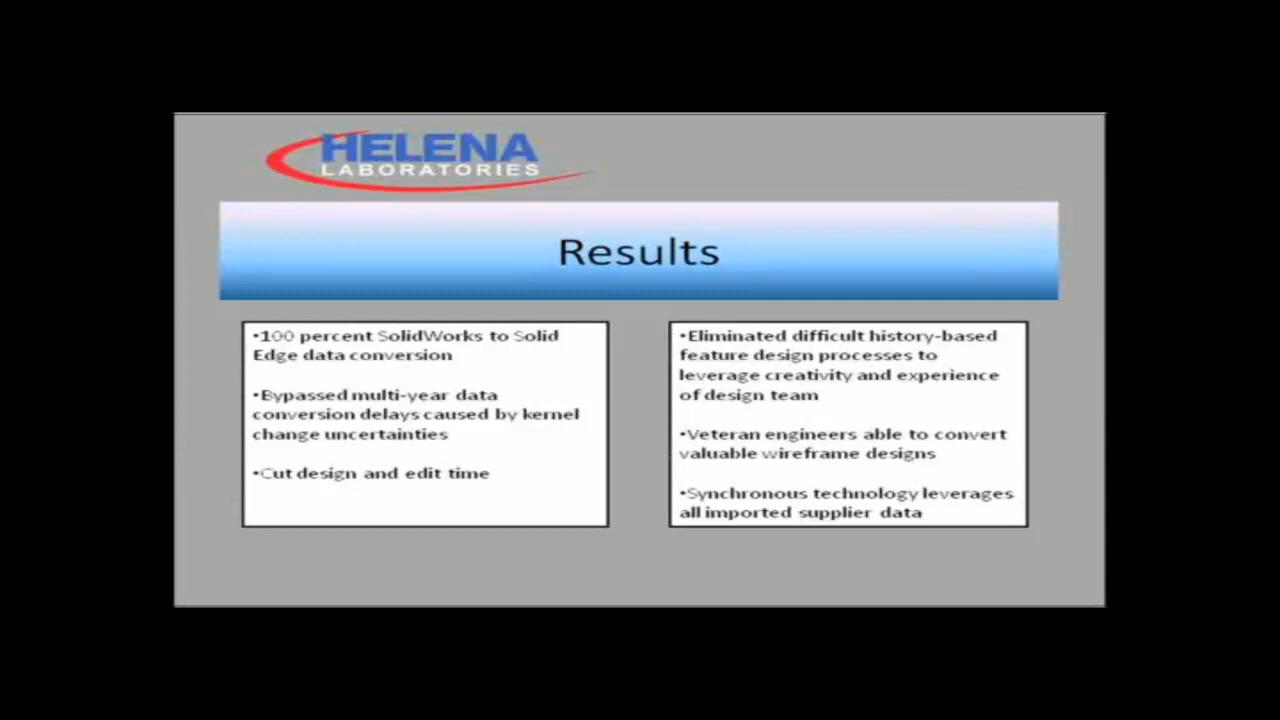 HELENA
LABORATORIES
Results
•100 percent SolidWorks to Solid
Edge data conversion
•Bypassed multi-year data
conversion delays caused by kernel
change uncertainties
•Cut design and edit time
•Eliminated difficult history-based
feature design processes to
leverage creativity and experience
of design team
•Veteran engineers able to convert
valuable wireframe designs
•Synchronous technology leverages
all imported supplier data